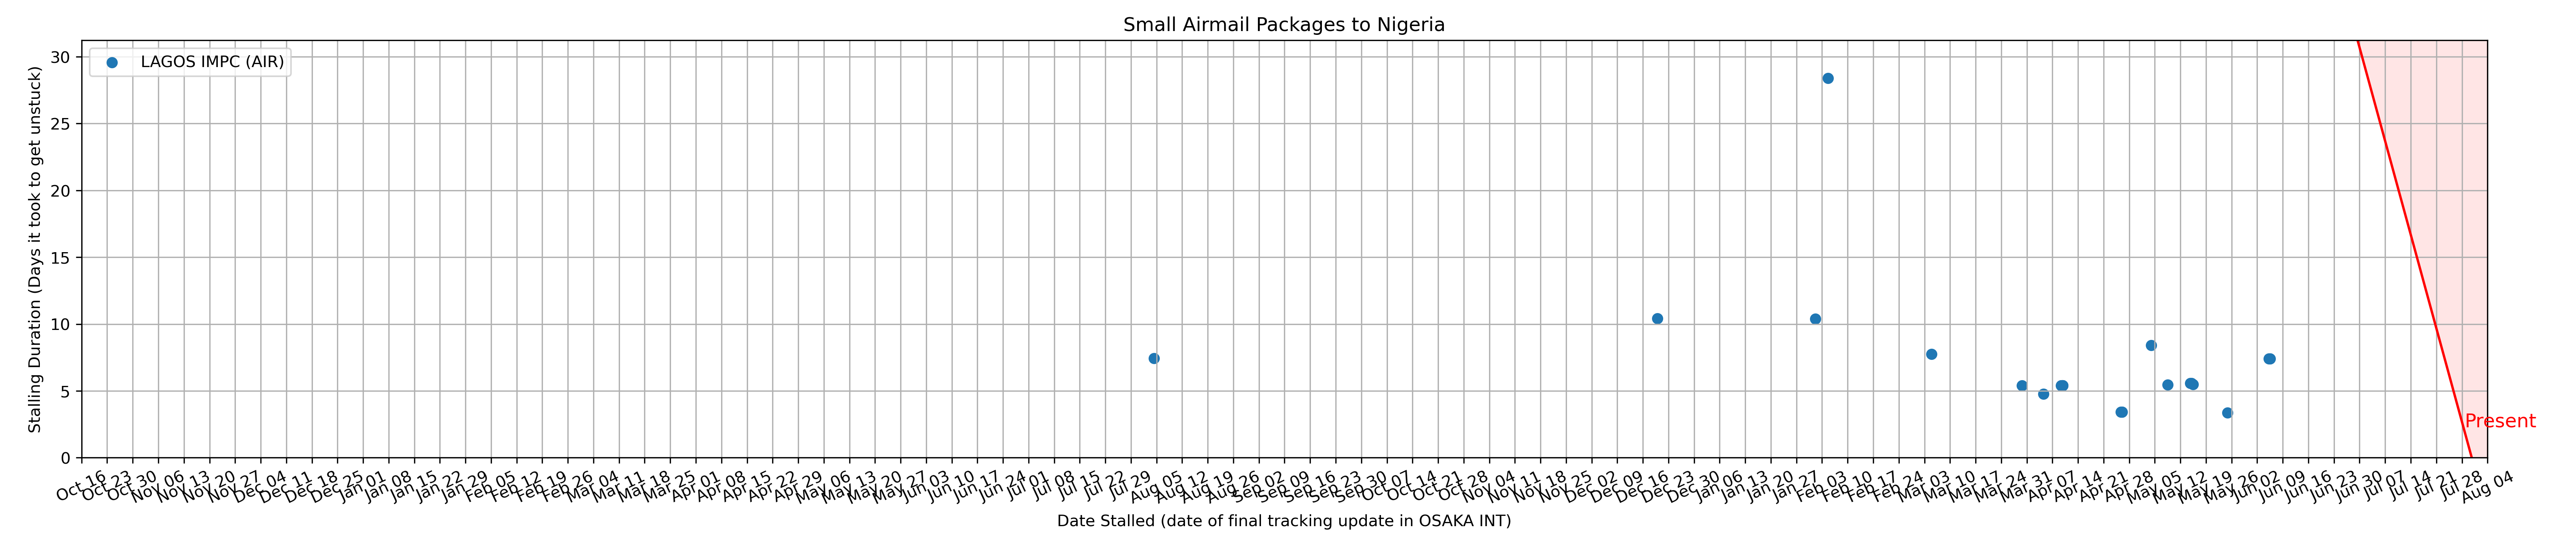 Small Airmail Packages to Nigeria
LAGOS IMPC (AIR)
Stalling Duration (Days it took to get unstuck)
30
25
20
15
10
5
0
Present
Oct 16 Oct 23 Oct 30 Nov 06 Nov 13 Nov 20 Nov 27 Dec 04 Dec 11 Dec 18 Dec 25 Jan 01 Jan 08 Jan 15 Jan 22 Jan 29 Feb 05 Feb 12 Feb 19 Feb 26 Mar 04 Mar 11 Mar 18 Mar 25 Apr 01 Apr 08 Apr 15 Apr 22 Apr 29 May 06 May 13 May 20 May 27 Jun 03 Jun 10 Jun 17 Jun 24 Jul 01 Jul 08 Jul 15 Jul 22 Jul 29 Aug 05 Aug 12 Aug 19 Aug 26 Sep 02 Sep 09 Sep 16 Sep 23 Sep 30 Oct 07 Oct 14 Oct 21 Oct 28 Nov 04 Nov 11 Nov 18 Nov 25 Dec 02 Dec 09 Dec 16 Dec 23 Dec 30 Jan 06 Jan 13 Jan 20 Jan 27 Feb 03 Feb 10 Feb 17 Feb 24 Mar 03 Mar 10 Mar 17 Mar 24 Mar 31 Apr 07 Apr 14 Apr 21 Apr 28 May 05 May 12 May 19 May 26 Jun 02 Jun 09 Jun 16 Jun 23 Jun 30 Jul 07 Jul 14 Jul 21 Jul 28 Aug 04
Date Stalled (date of final tracking update in OSAKA INT)